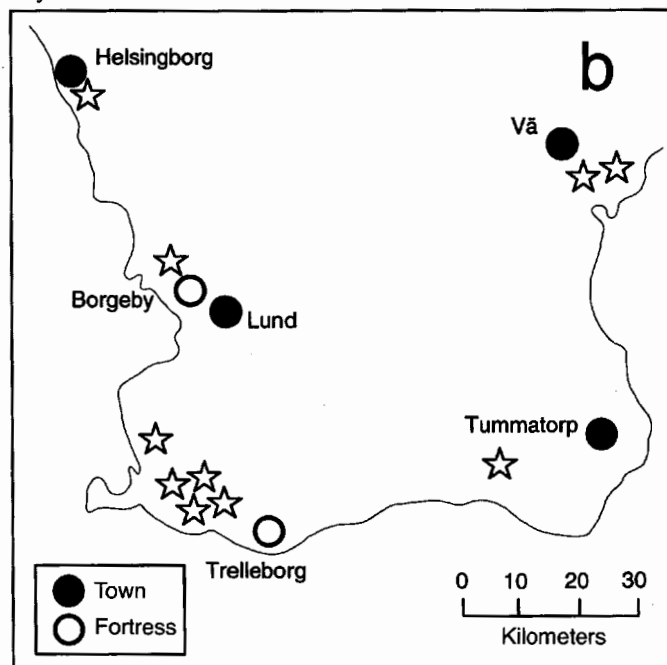 Helsingborg
b
Vä
Borgeby
Lund
Tummatorp
Trelleborg
Town
Fortress
0 10 20 30
Kilometers